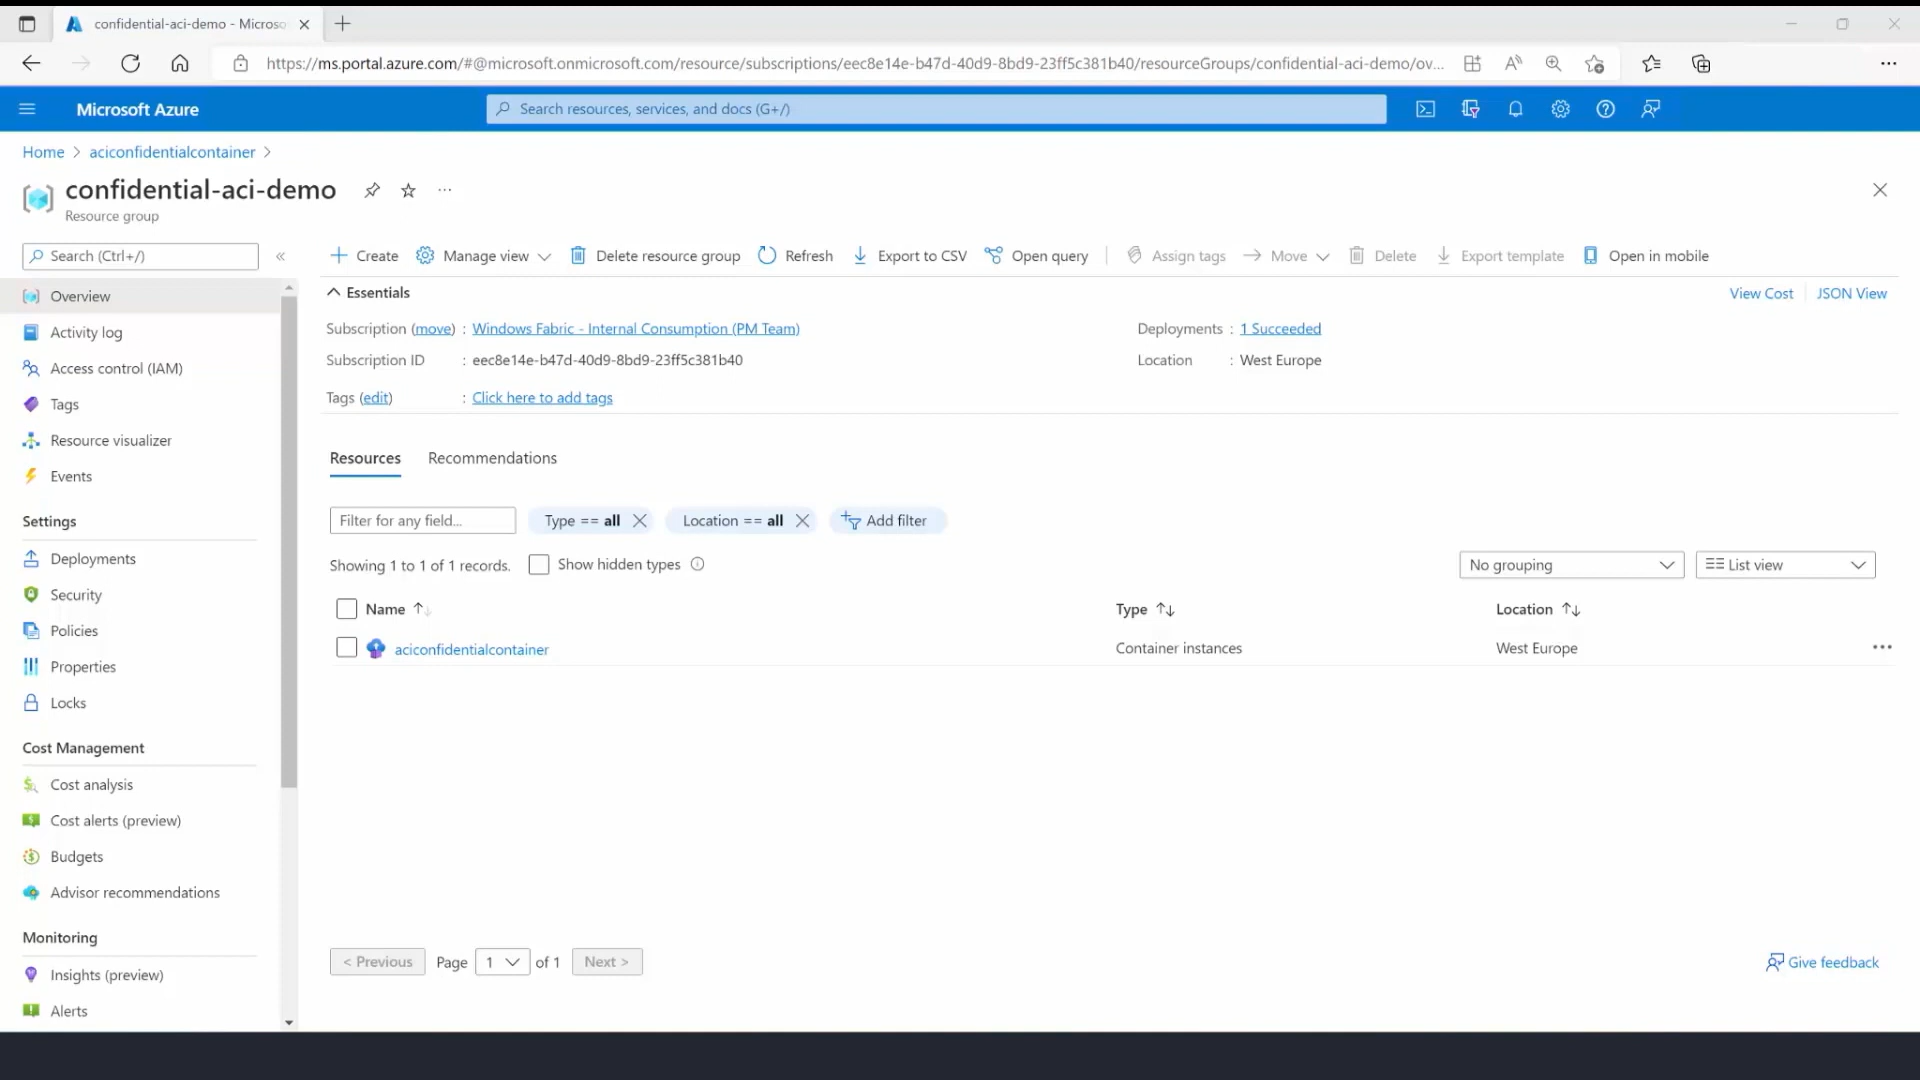 confidential-aci-demo - Microso
https://ms.portal.azure.com/#@microsoft.onmicrosoft.com/resource/subscriptions/eec8e14e-b47d-40d9-8bd9-23ff5c381b40/resourceGroups/confidential-aci-demo/ov...
Microsoft Azure
Search resources, services, and docs (G+/)
Home > aciconfidentialcontainer >
confidential-aci-demo
Resource group
Search (Ctrl+/)
Create Manage view Delete resource group Refresh Export to CSV Open query Assign tags Move Delete Export template Open in mobile
Overview
Activity log
Access control (IAM)
Tags
Resource visualizer
Events
Settings
Deployments
Security
Policies
Properties
Locks
Cost Management
Cost analysis
Cost alerts (preview)
Budgets
Advisor recommendations
Monitoring
Insights (preview)
Alerts
Essentials
View Cost JSON View
Subscription (move) : Windows Fabric - Internal Consumption (PM Team)
Deployments : 1 Succeeded
Subscription ID : eec8e14e-b47d-40d9-8bd9-23ff5c381b40
Location : West Europe
Tags (edit) : Click here to add tags
Resources Recommendations
Filter for any field... Type == all Location == all Add filter
Showing 1 to 1 of 1 records. Show hidden types
No grouping List view
Name Type Location
aciconfidentialcontainer Container instances West Europe
< Previous Page 1 of 1 Next >
Give feedback